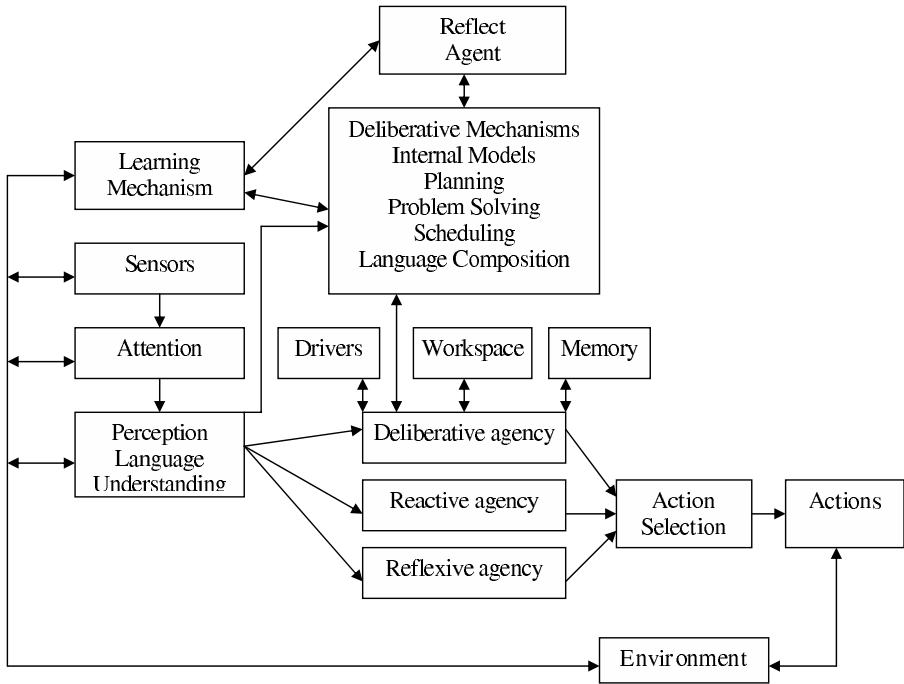 Reflect
Agent
Deliberative Mechanisms
Internal Models
Planning
Problem Solving
Scheduling
Language Composition
Learning
Mechanism
Sensors
Attention
Drivers
Workspace
Memory
Perception
Language
Understanding
Deliberative agency
Reactive agency
Reflexive agency
Action
Selection
Actions
Environment